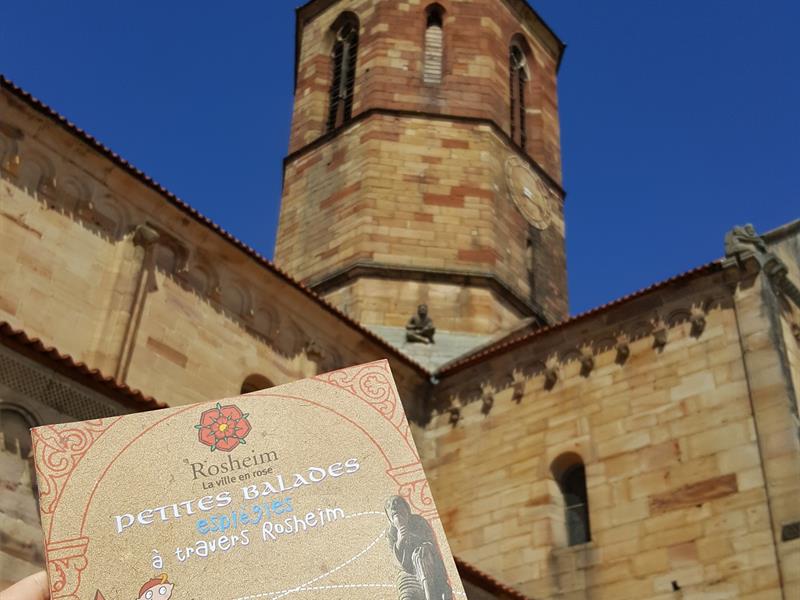 Rosheim
La ville en rose
PETITES BALADES
espiègles
à travers Rosheim